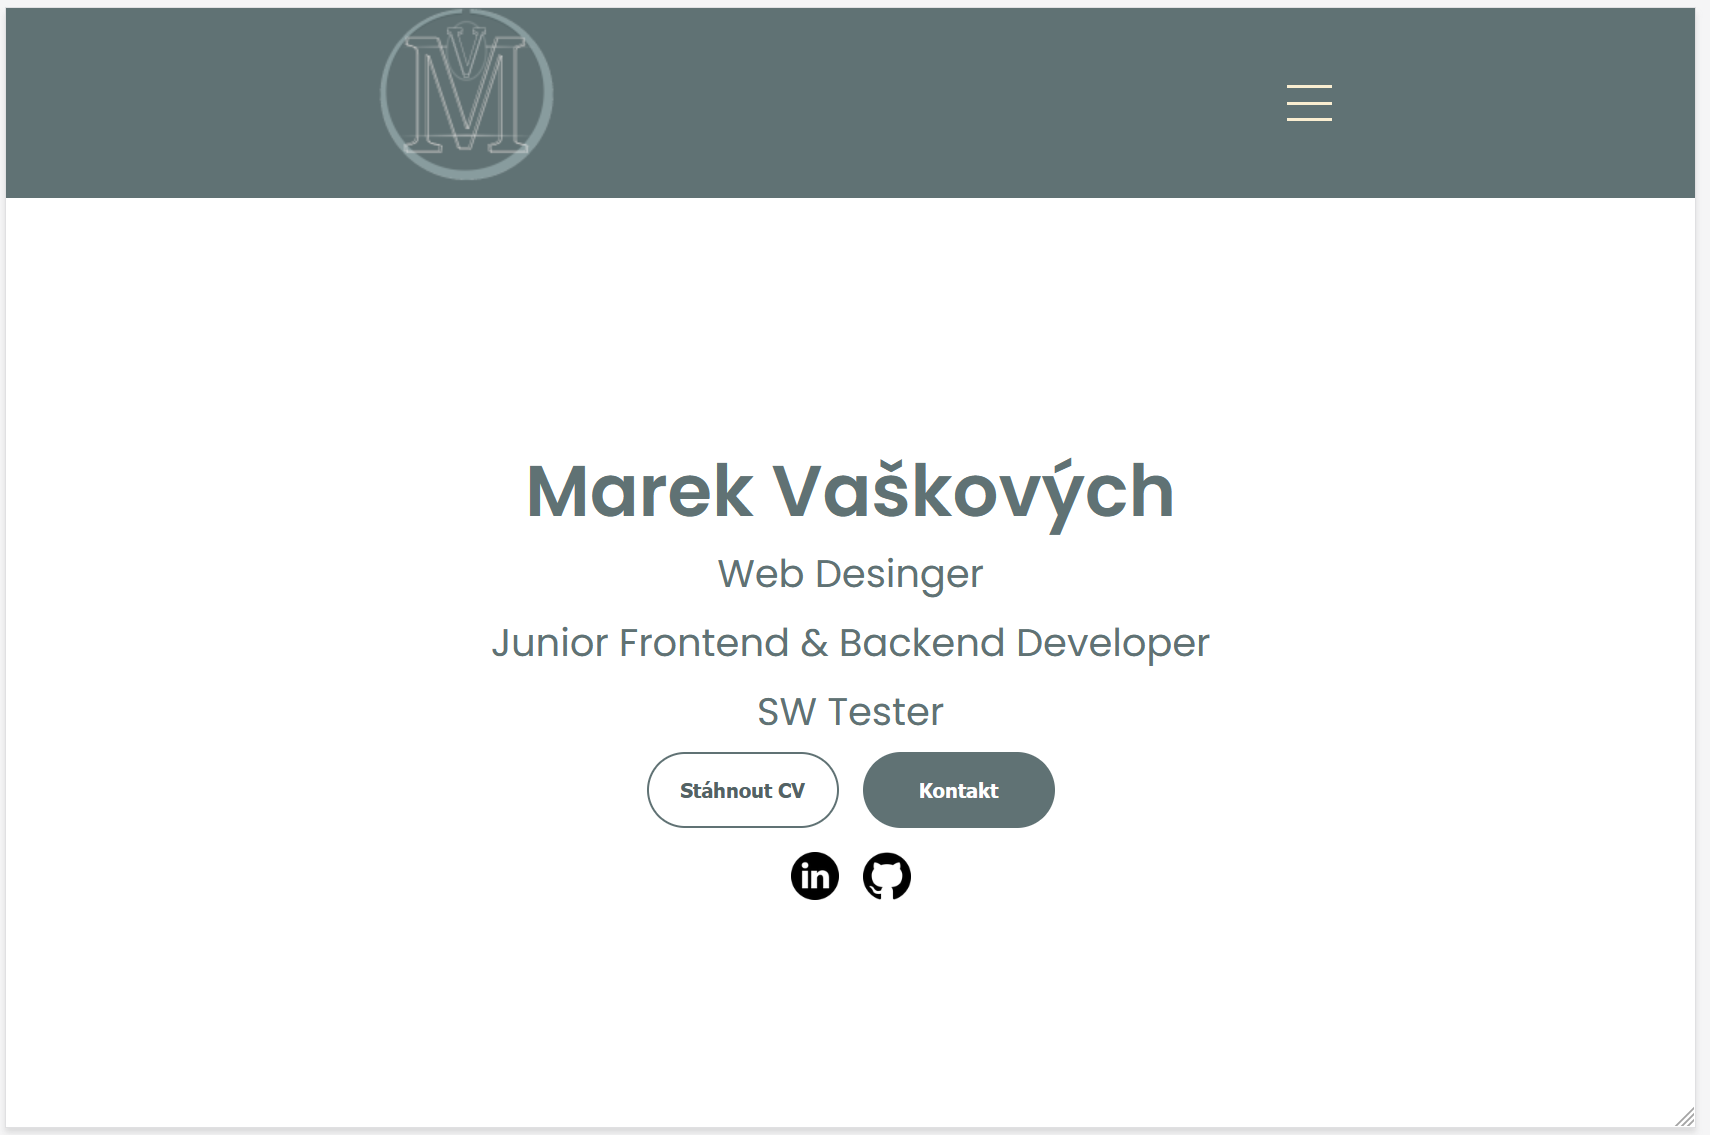 MV
Marek Vaškových
Web Desinger
Junior Frontend & Backend Developer
SW Tester
Stáhnout CV
Kontakt
in